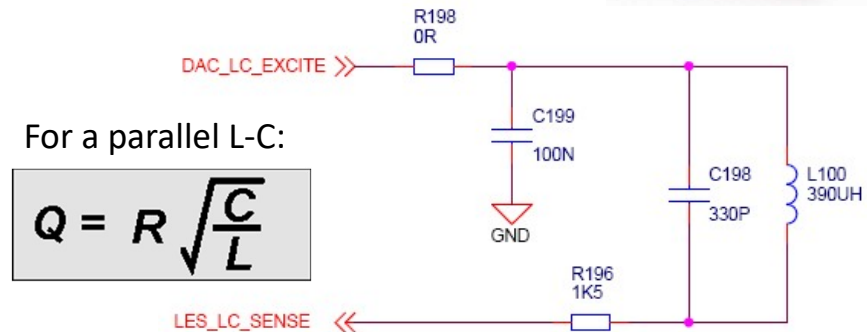 R198
0R
DAC_LC_EXCITE
C199
100N
For a parallel L-C:
C198
330P
L100
390UH
Q = R √C/L
GND
R196
1K5
LES_LC_SENSE